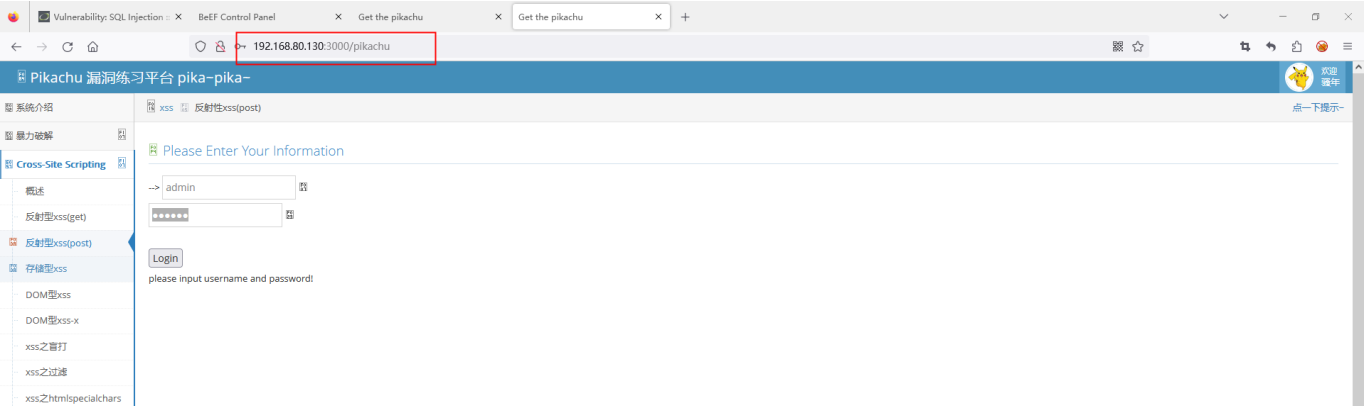 Vulnerability: SQL Injection
BeEF Control Panel
Get the pikachu
Get the pikachu
192.168.80.130:3000/pikachu
Pikachu 漏洞练习平台 pika~pika~
欢迎
骚年
系统介绍
xss 反射性xss(post)
点一下提示~
暴力破解
Cross-Site Scripting
概述
反射型xss(get)
反射型xss(post)
存储型xss
DOM型xss
DOM型xss-x
xss之盲打
xss之过滤
xss之htmlspecialchars
Please Enter Your Information
--> admin
••••••
Login
please input username and password!